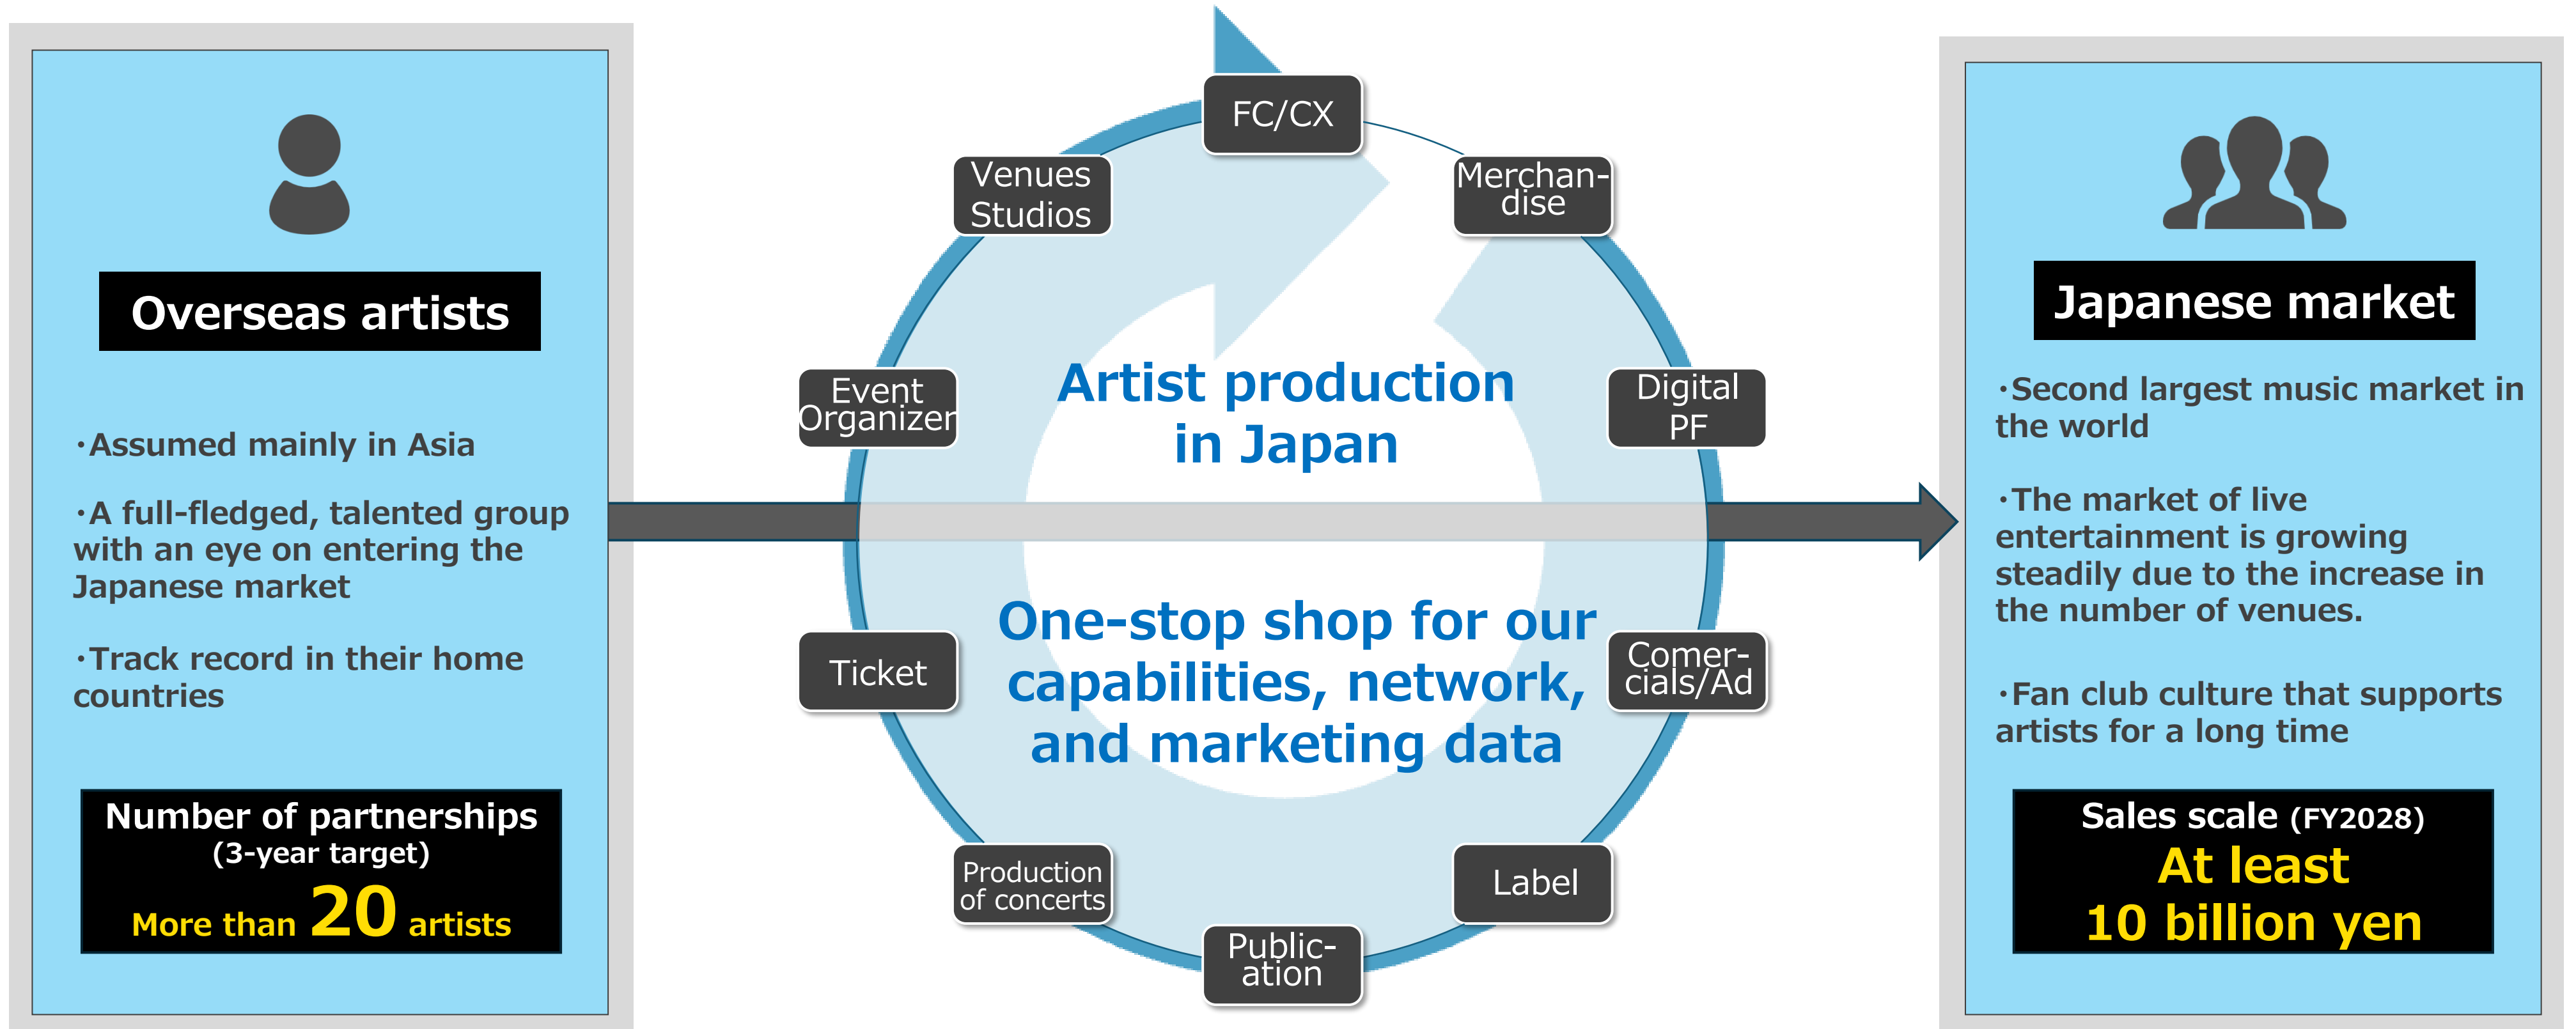 Overseas artists
・Assumed mainly in Asia
・A full-fledged, talented group
with an eye on entering the
Japanese market
・Track record in their home
countries
Number of partnerships
(3-year target)
More than 20 artists
FC/CX
Merchan-
dise
Digital
PF
Comer-
cials/Ad
Label
Public-
ation
Production
of concerts
Ticket
Event
Organizer
Venues
Studios
Artist production
in Japan
One-stop shop for our
capabilities, network,
and marketing data
Japanese market
・Second largest music market in
the world
・The market of live
entertainment is growing
steadily due to the increase in
the number of venues.
・Fan club culture that supports
artists for a long time
Sales scale (FY2028)
At least
10 billion yen